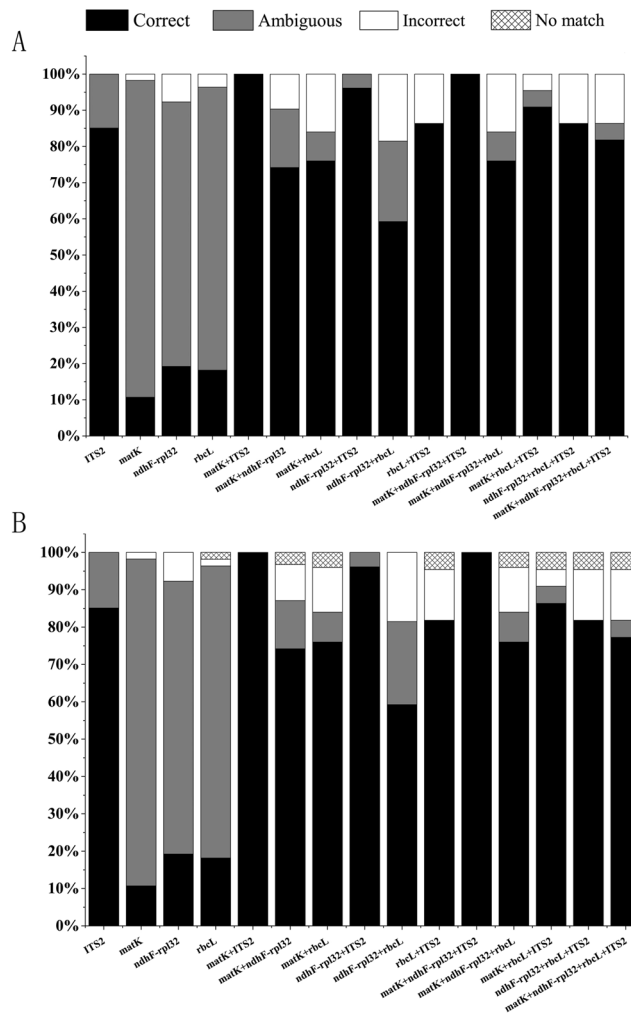 Correct Ambiguous Incorrect No match
A
100%
90%
80%
70%
60%
50%
40%
30%
20%
10%
0%
ITS2
matK
ndhF-rpl32
rbcL
matK+ITS2
matK+ndhF-rpl32
matK+rbcL
ndhF-rpl32+ITS2
ndhF-rpl32+rbcL
rbcL+ITS2
matK+ndhF-rpl32+ITS2
matK+ndhF-rpl32+rbcL
matK+rbcL+ITS2
ndhF-rpl32+rbcL+ITS2
matK+ndhF-rpl32+rbcL+ITS2
B
100%
90%
80%
70%
60%
50%
40%
30%
20%
10%
0%
ITS2
matK
ndhF-rpl32
rbcL
matK+ITS2
matK+ndhF-rpl32
matK+rbcL
ndhF-rpl32+ITS2
ndhF-rpl32+rbcL
rbcL+ITS2
matK+ndhF-rpl32+ITS2
matK+ndhF-rpl32+rbcL
matK+rbcL+ITS2
ndhF-rpl32+rbcL+ITS2
matK+ndhF-rpl32+rbcL+ITS2